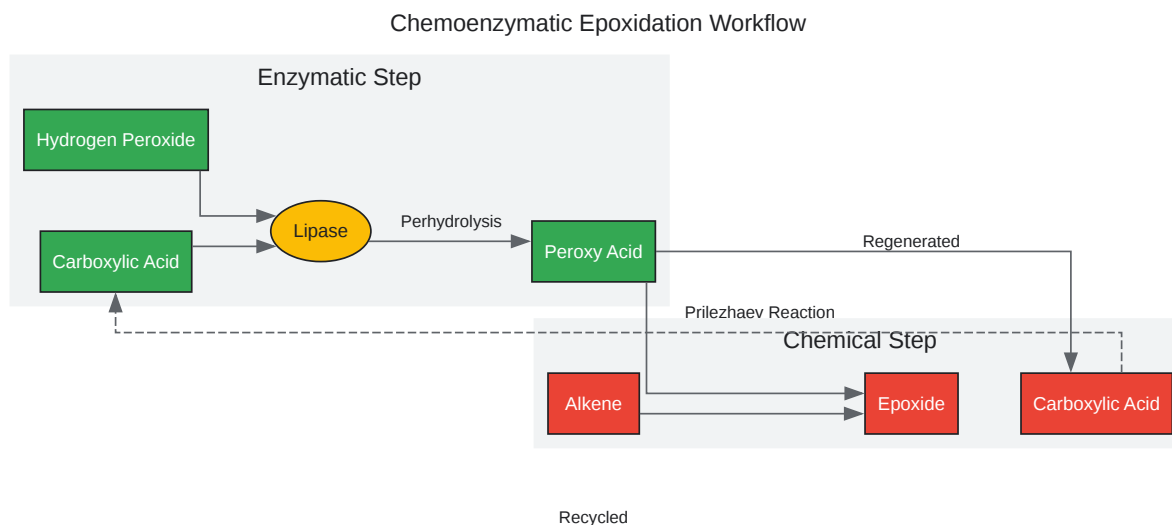 Chemoenzymatic Epoxidation Workflow
Enzymatic Step
Hydrogen Peroxide
Carboxylic Acid
Lipase
Perhydrolysis
Peroxy Acid
Regenerated
Prilezhaev Reaction
Chemical Step
Alkene
Epoxide
Carboxylic Acid
Recycled